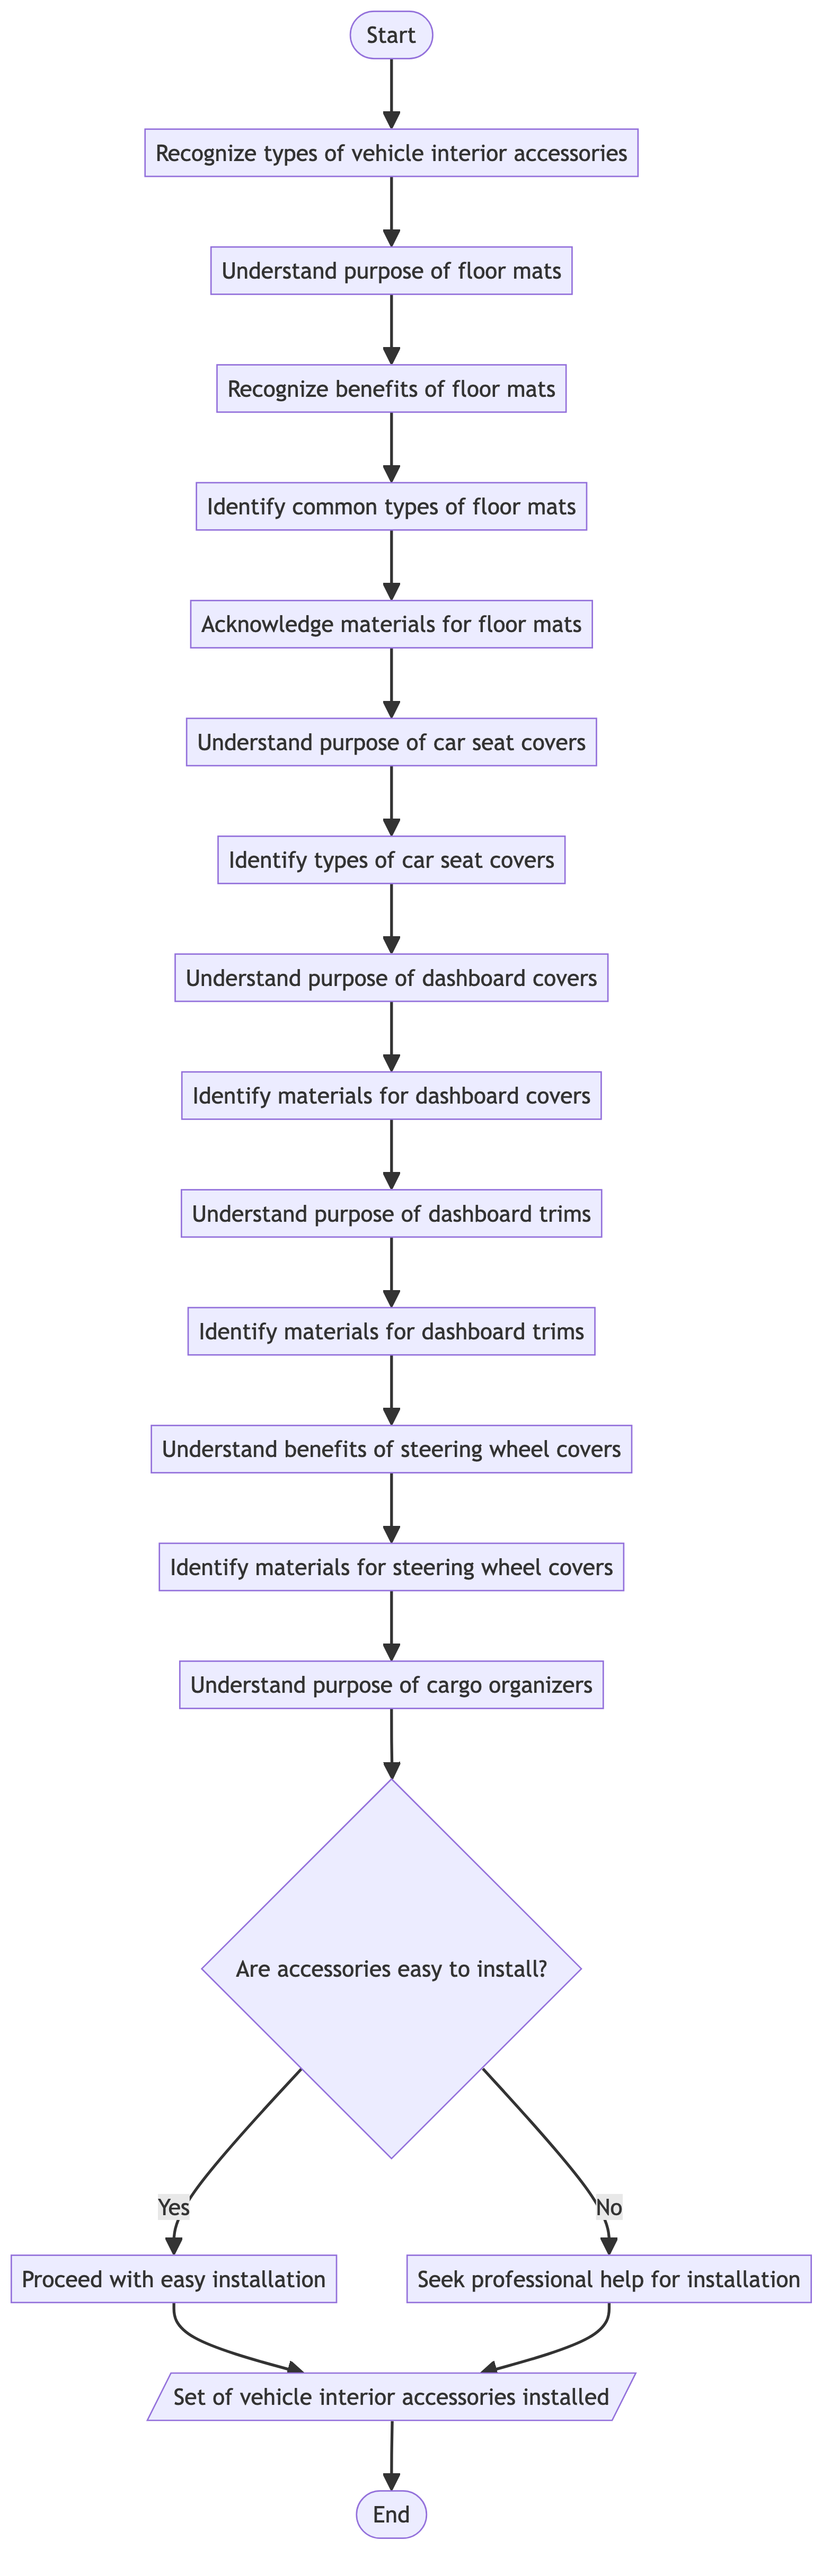 Start
Recognize types of vehicle interior accessories
Understand purpose of floor mats
Recognize benefits of floor mats
Identify common types of floor mats
Acknowledge materials for floor mats
Understand purpose of car seat covers
Identify types of car seat covers
Understand purpose of dashboard covers
Identify materials for dashboard covers
Understand purpose of dashboard trims
Identify materials for dashboard trims
Understand benefits of steering wheel covers
Identify materials for steering wheel covers
Understand purpose of cargo organizers
Are accessories easy to install?
Yes
No
Proceed with easy installation
Seek professional help for installation
Set of vehicle interior accessories installed
End